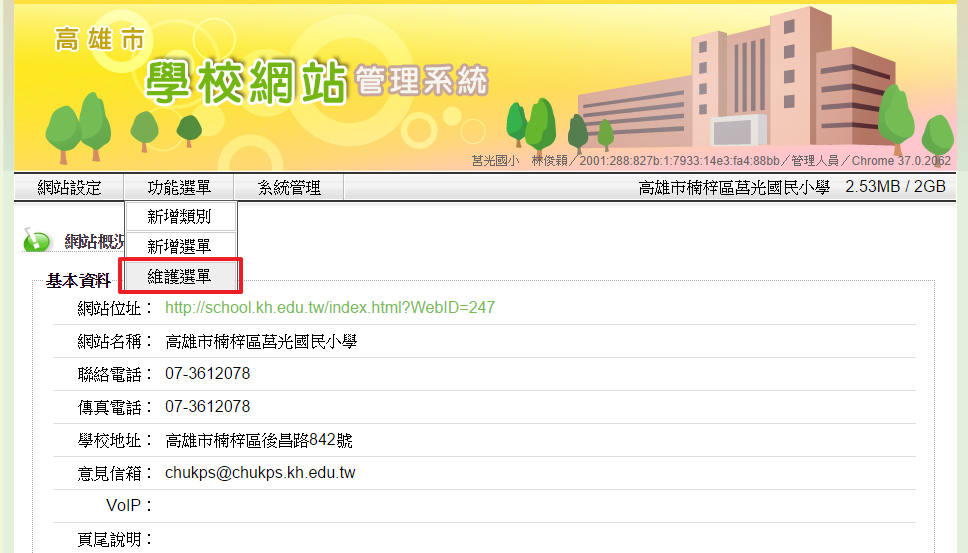 高雄市
學校網站管理系統
莒光國小 林俊穎／2001:288:827b:1:7933:14e3:fa4:88bb／管理人員／Chrome 37.0.2062
網站設定 功能選單 系統管理 高雄市楠梓區莒光國民小學 2.53MB / 2GB
新增類別
網站概況
新增選單
維護選單
基本資料
網站位址： http://school.kh.edu.tw/index.html?WebID=247
網站名稱： 高雄市楠梓區莒光國民小學
聯絡電話： 07-3612078
傳真電話： 07-3612078
學校地址： 高雄市楠梓區後昌路842號
意見信箱： chukps@chukps.kh.edu.tw
VoIP：
頁尾說明：